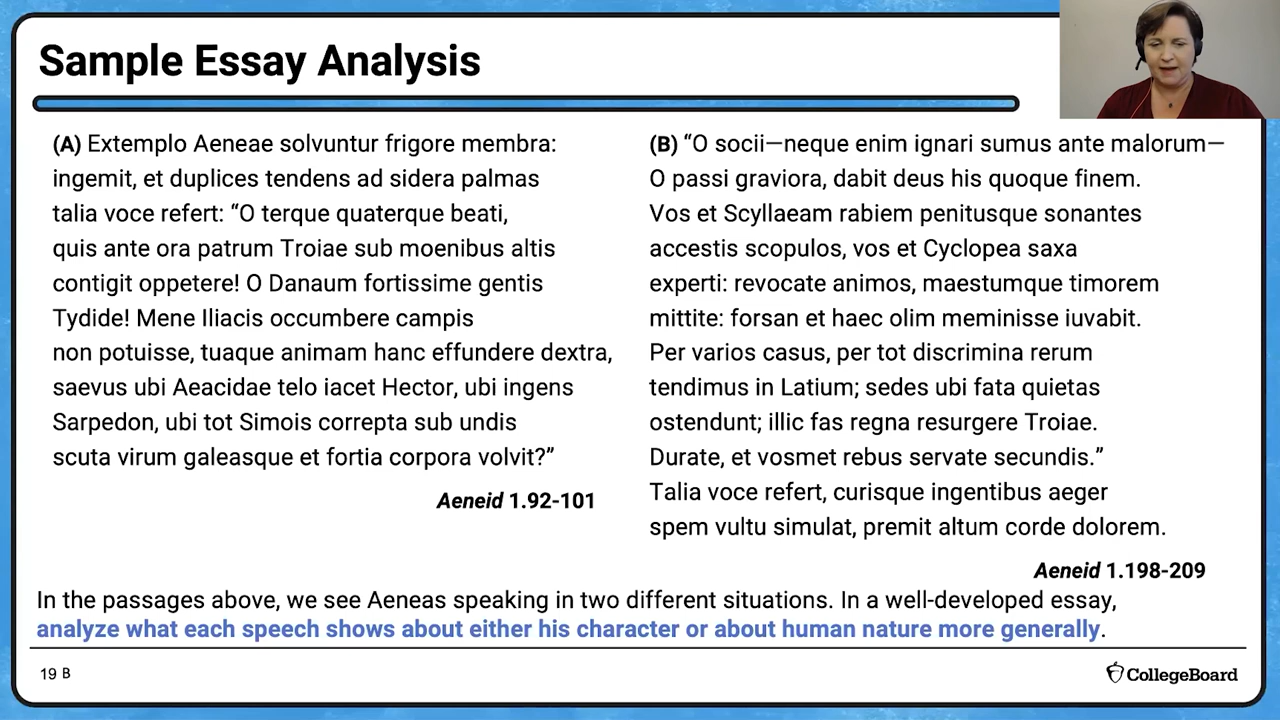 Sample Essay Analysis
(A) Extemplo Aeneae solvuntur frigore membra:
ingemit, et duplices tendens ad sidera palmas
talia voce refert: “O terque quaterque beati,
quis ante ora patrum Troiae sub moenibus altis
contigit oppetere! O Danaum fortissime gentis
Tydide! Mene Iliacis occumbere campis
non potuisse, tuaque animam hanc effundere dextra,
saevus ubi Aeacidae telo iacet Hector, ubi ingens
Sarpedon, ubi tot Simois correpta sub undis
scuta virum galeasque et fortia corpora volvit?”
Aeneid 1.92-101
(B) “O socii—neque enim ignari sumus ante malorum—
O passi graviora, dabit deus his quoque finem.
Vos et Scyllaeam rabiem penitusque sonantes
accestis scopulos, vos et Cyclopea saxa
experti: revocate animos, maestumque timorem
mittite: forsan et haec olim meminisse iuvabit.
Per varios casus, per tot discrimina rerum
tendimus in Latium; sedes ubi fata quietas
ostendunt; illic fas regna resurgere Troiae.
Durate, et vosmet rebus servate secundis.”
Talia voce refert, curisque ingentibus aeger
spem vultu simulat, premit altum corde dolorem.
Aeneid 1.198-209
In the passages above, we see Aeneas speaking in two different situations. In a well-developed essay,
analyze what each speech shows about either his character or about human nature more generally.
19 B
CollegeBoard